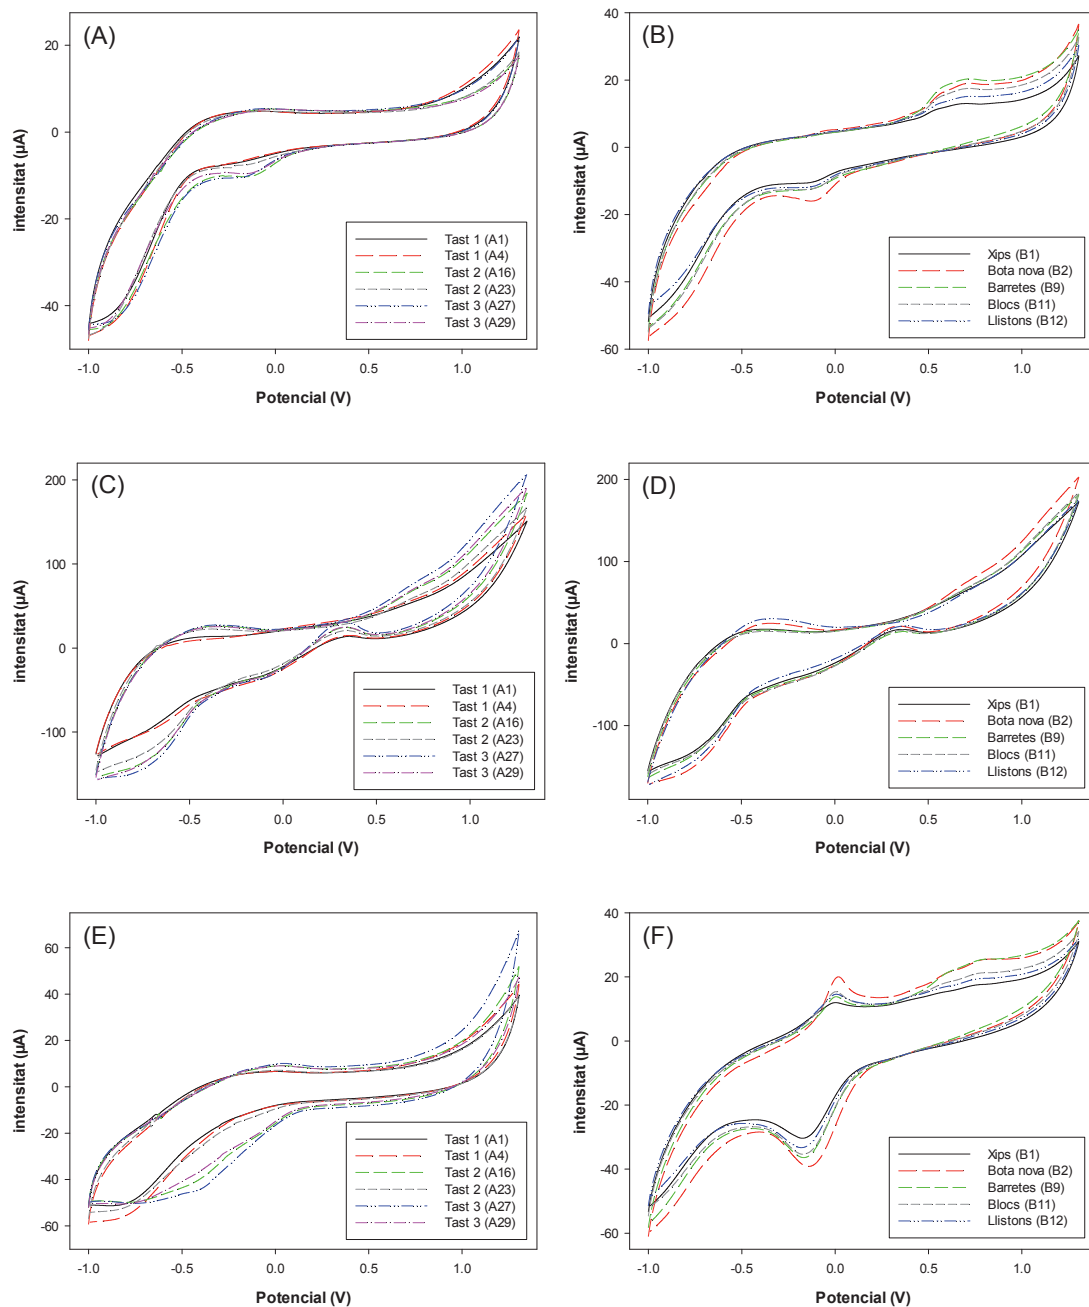 (A)
intensitat (µA)
20
0
-20
-40
-1.0 -0.5 0.0 0.5 1.0
Potencial (V)
Tast 1 (A1)
Tast 1 (A4)
Tast 2 (A16)
Tast 2 (A23)
Tast 3 (A27)
Tast 3 (A29)
(B)
intensitat (µA)
40
20
0
-20
-40
-60
-1.0 -0.5 0.0 0.5 1.0
Potencial (V)
Xips (B1)
Bota nova (B2)
Barretes (B9)
Blocs (B11)
Llistons (B12)
(C)
intensitat (µA)
200
100
0
-100
-1.0 -0.5 0.0 0.5 1.0
Potencial (V)
Tast 1 (A1)
Tast 1 (A4)
Tast 2 (A16)
Tast 2 (A23)
Tast 3 (A27)
Tast 3 (A29)
(D)
intensitat (µA)
200
100
0
-100
-1.0 -0.5 0.0 0.5 1.0
Potencial (V)
Xips (B1)
Bota nova (B2)
Barretes (B9)
Blocs (B11)
Llistons (B12)
(E)
intensitat (µA)
60
40
20
0
-20
-40
-60
-1.0 -0.5 0.0 0.5 1.0
Potencial (V)
Tast 1 (A1)
Tast 1 (A4)
Tast 2 (A16)
Tast 2 (A23)
Tast 3 (A27)
Tast 3 (A29)
(F)
intensitat (µA)
40
20
0
-20
-40
-60
-1.0 -0.5 0.0 0.5 1.0
Potencial (V)
Xips (B1)
Bota nova (B2)
Barretes (B9)
Blocs (B11)
Llistons (B12)